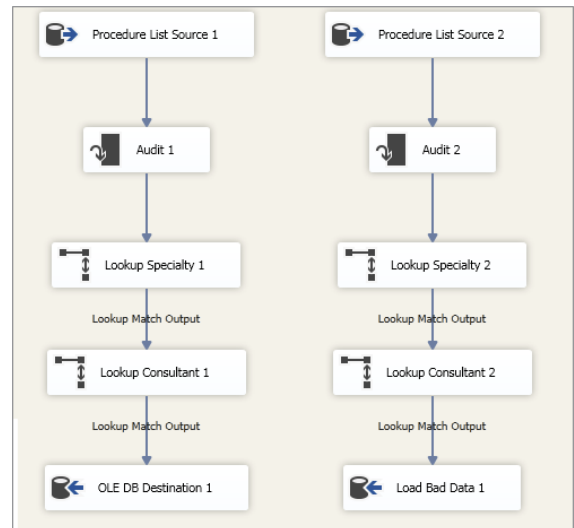 Procedure List Source 1
Audit 1
Lookup Specialty 1
Lookup Match Output
Lookup Consultant 1
Lookup Match Output
OLE DB Destination 1
Procedure List Source 2
Audit 2
Lookup Specialty 2
Lookup Match Output
Lookup Consultant 2
Lookup Match Output
Load Bad Data 1